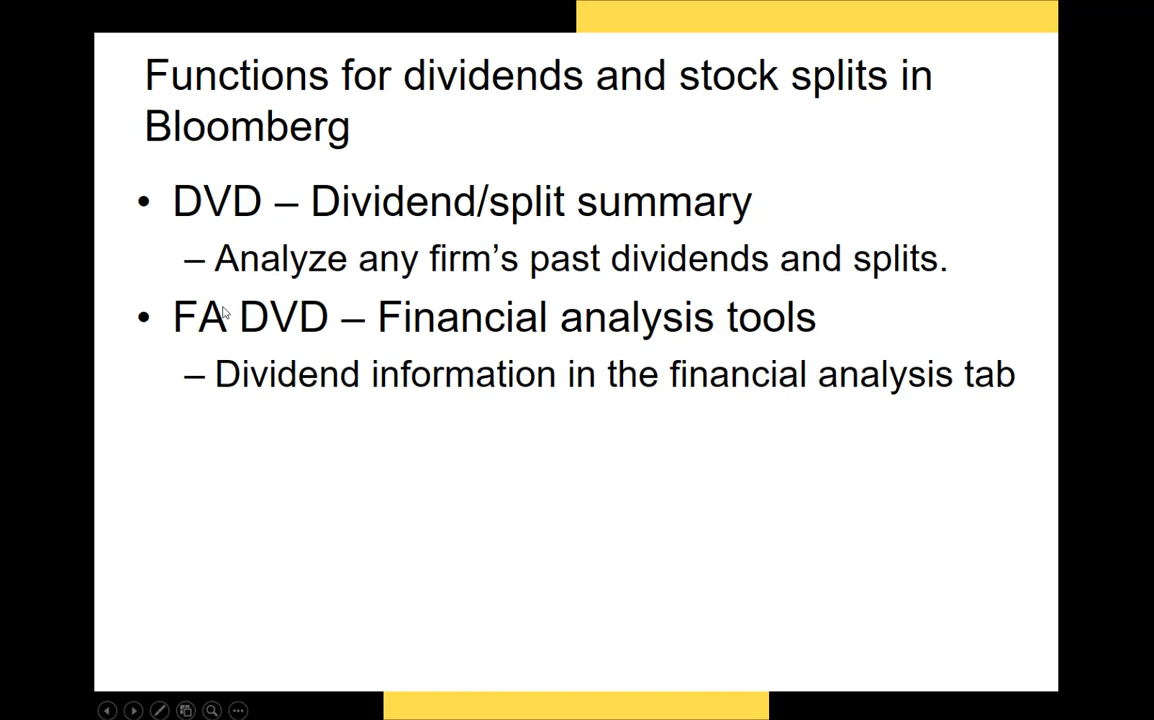 Functions for dividends and stock splits in
Bloomberg
• DVD – Dividend/split summary
– Analyze any firm’s past dividends and splits.
• FA DVD – Financial analysis tools
– Dividend information in the financial analysis tab